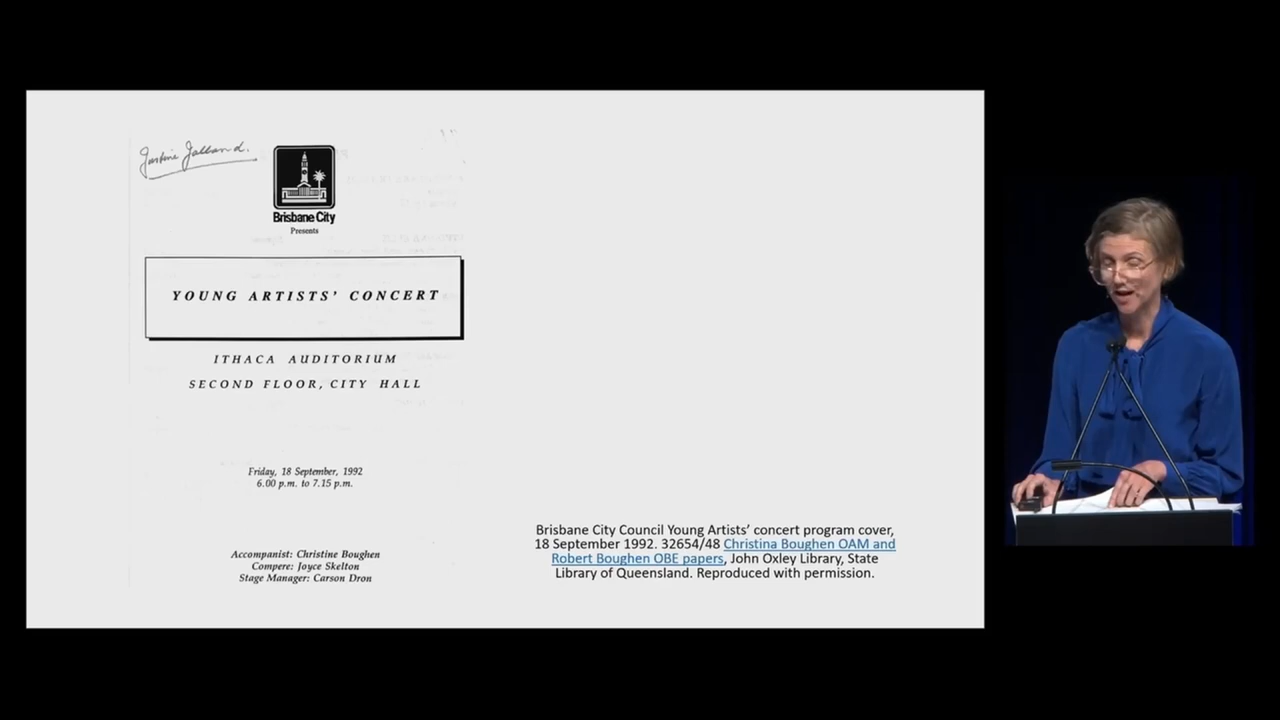 Justine Jalland.
Brisbane City
Presents
YOUNG ARTISTS' CONCERT
ITHACA AUDITORIUM
SECOND FLOOR, CITY HALL
Friday, 18 September, 1992
6.00 p.m. to 7.15 p.m.
Accompanist: Christine Boughen
Compere: Joyce Skelton
Stage Manager: Carson Dron
Brisbane City Council Young Artists' concert program cover,
18 September 1992. 32654/48 Christina Boughen OAM and
Robert Boughen OBE papers, John Oxley Library, State
Library of Queensland. Reproduced with permission.